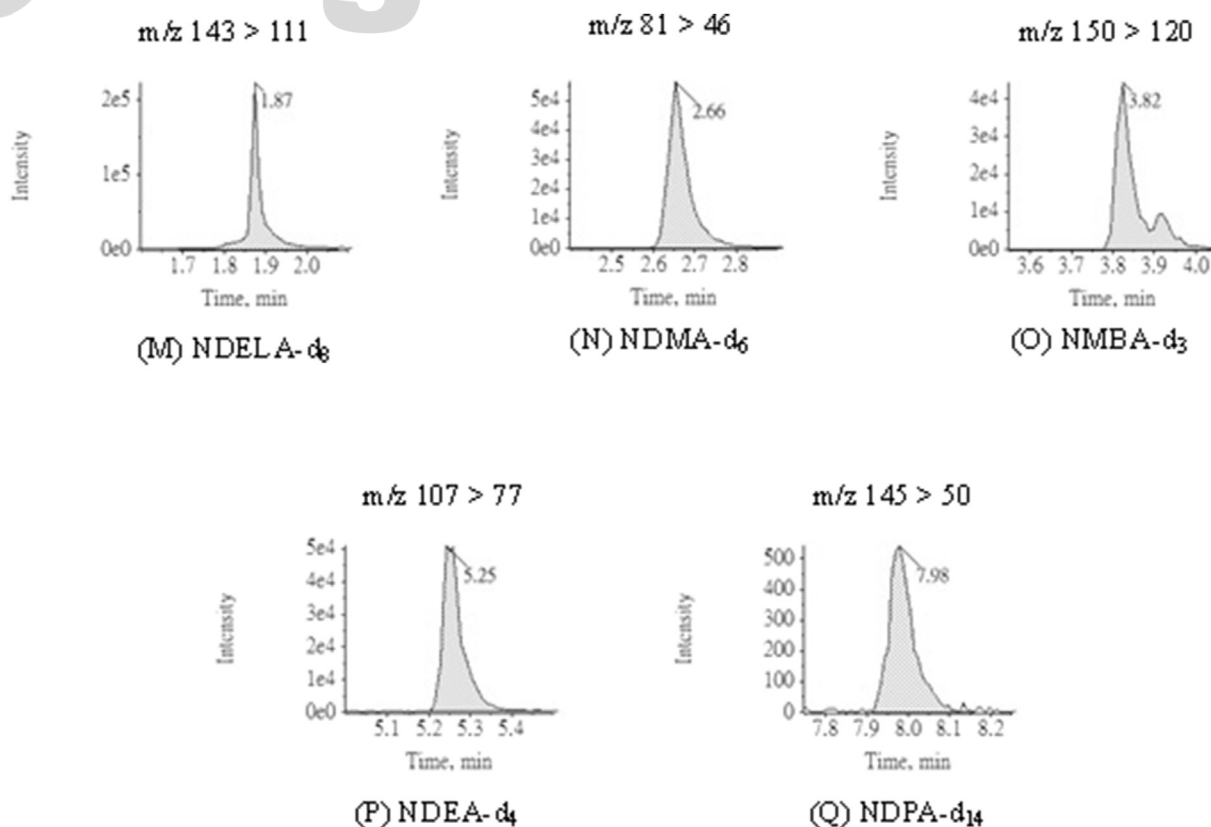 m/z 143 > 111
2e5
1e5
0e0
1.87
1.7 1.8 1.9 2.0
Intensity
Time, min
(M) NDELA-d8
m/z 81 > 46
5e4
4e4
3e4
2e4
1e4
0e0
2.66
2.5 2.6 2.7 2.8
Intensity
Time, min
(N) NDMA-d6
m/z 150 > 120
4e4
3e4
2e4
1e4
0e0
3.82
3.6 3.7 3.8 3.9 4.0
Intensity
Time, min
(O) NMBA-d3
m/z 107 > 77
5e4
4e4
3e4
2e4
1e4
0e0
5.25
5.1 5.2 5.3 5.4
Intensity
Time, min
(P) NDEA-d4
m/z 145 > 50
500
400
300
200
100
0
7.98
7.8 7.9 8.0 8.1 8.2
Intensity
Time, min
(Q) NDPA-d14